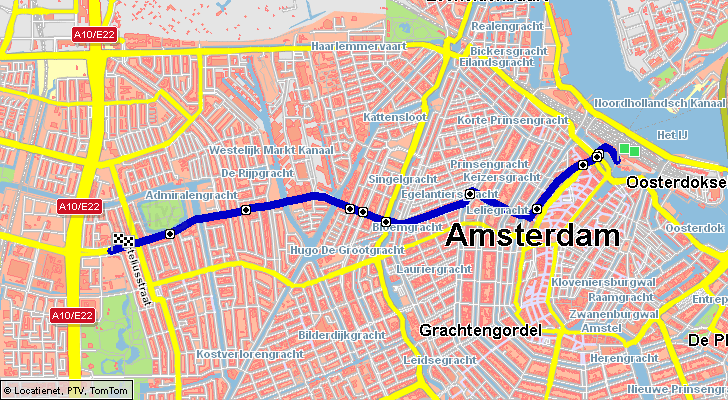 Realengracht
A10/E22
Haarlemmervaart
Bickersgracht
Eilandsgracht
Noordhollandsch Kanaal
Kattensloot
Korte Prinsengracht
Het IJ
Westelijk Markt Kanaal
Prinsengracht
De Rijpgracht
Singelgracht
Keizersgracht
Oosterdokse
Admiralengracht
Egelantiersgracht
A10/E22
Leliegracht
Bloemgracht
Oosterdok
Amsterdam
Hugo De Grootgracht
Lauriergracht
Kloveniersburgwal
Raamgracht
Entrep
A10/E22
Zwanenburgwal
Bilderdijkgracht
Grachtengordel
Amstel
De Pl
Kostverlorengracht
Leidsegracht
Herengracht
Nieuwe Prinsengr
© Locatienet, PTV, TomTom